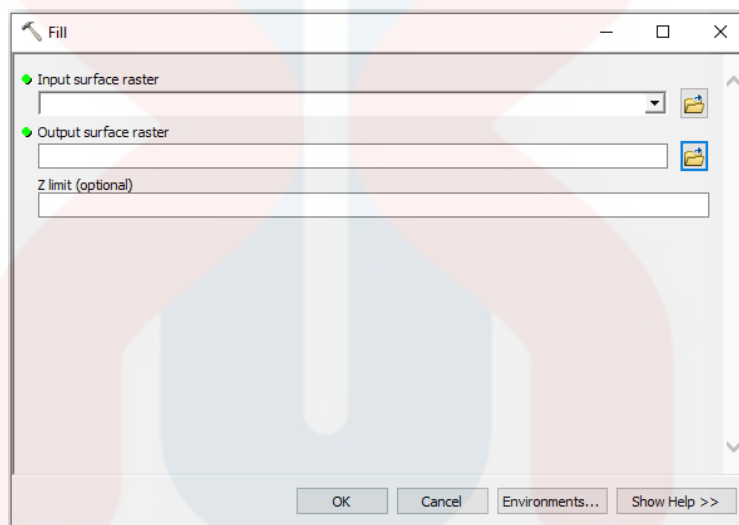 Fill
Input surface raster
Output surface raster
Z limit (optional)
OK Cancel Environments... Show Help >>